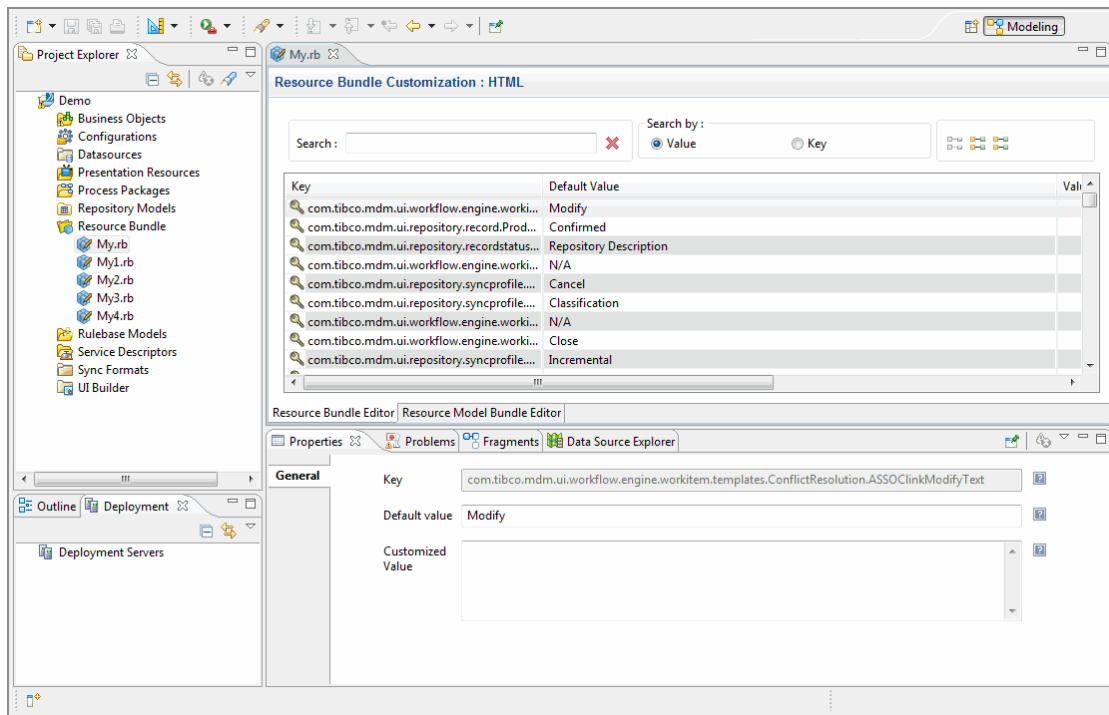 Modeling
Project Explorer
Demo
Business Objects
Configurations
Datasources
Presentation Resources
Process Packages
Repository Models
Resource Bundle
My.rb
My1.rb
My2.rb
My3.rb
My4.rb
Rulebase Models
Service Descriptors
Sync Formats
UI Builder
Outline Deployment
Deployment Servers
My.rb
Resource Bundle Customization : HTML
Search :
Search by :
Value Key
Key Default Value
com.tibco.mdm.ui.workflow.engine.worki... Modify
com.tibco.mdm.ui.repository.record.Prod... Confirmed
com.tibco.mdm.ui.repository.recordstatus... Repository Description
com.tibco.mdm.ui.workflow.engine.worki... N/A
com.tibco.mdm.ui.repository.syncprofile.... Cancel
com.tibco.mdm.ui.repository.syncprofile.... Classification
com.tibco.mdm.ui.workflow.engine.worki... N/A
com.tibco.mdm.ui.workflow.engine.worki... Close
com.tibco.mdm.ui.repository.syncprofile.... Incremental
Resource Bundle Editor Resource Model Bundle Editor
Properties Problems Fragments Data Source Explorer
General
Key com.tibco.mdm.ui.workflow.engine.workitem.templates.ConflictResolution.ASSOClinkModifyText
Default value Modify
Customized
Value